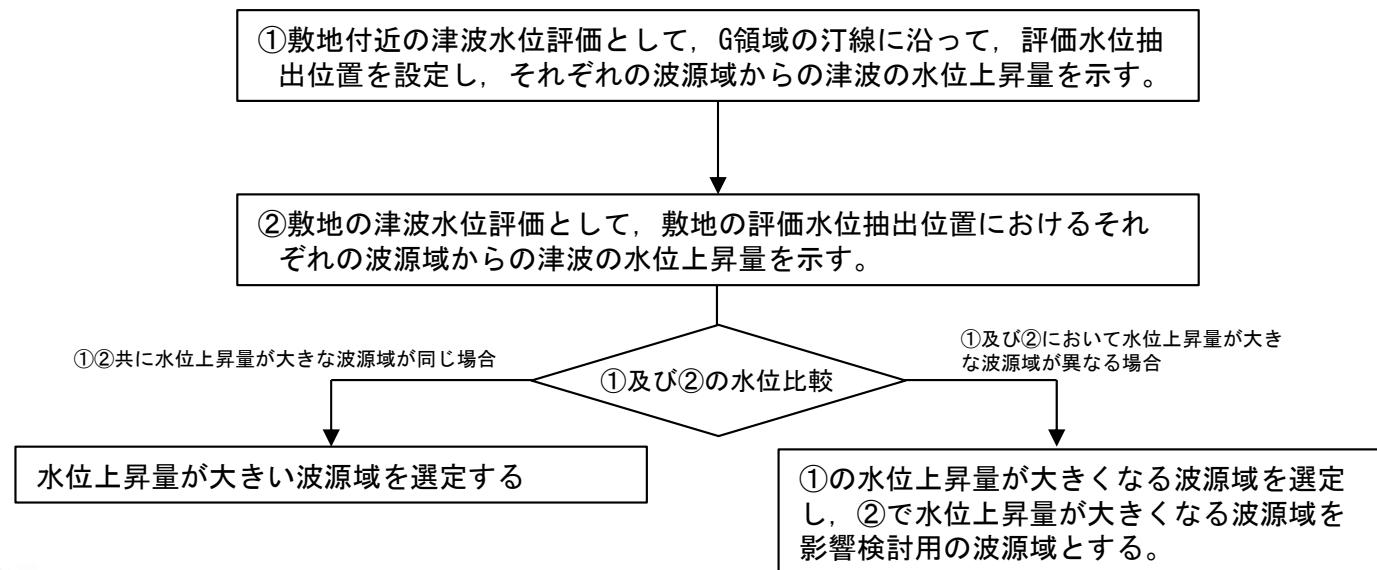 ①敷地付近の津波水位評価として，G領域の汀線に沿って，評価水位抽
出位置を設定し，それぞれの波源域からの津波の水位上昇量を示す。
②敷地の津波水位評価として，敷地の評価水位抽出位置におけるそれ
ぞれの波源域からの津波の水位上昇量を示す。
①②共に水位上昇量が大きな波源域が同じ場合
①及び②の水位比較
①及び②において水位上昇量が大き
な波源域が異なる場合
水位上昇量が大きい波源域を選定する
①の水位上昇量が大きくなる波源域を選定
し，②で水位上昇量が大きくなる波源域を
影響検討用の波源域とする。